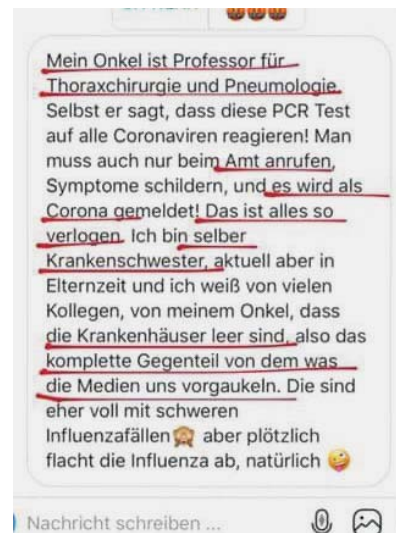 Mein Onkel ist Professor für
Thoraxchirurgie und Pneumologie.
Selbst er sagt, dass diese PCR Test
auf alle Coronaviren reagieren! Man
muss auch nur beim Amt anrufen,
Symptome schildern, und es wird als
Corona gemeldet! Das ist alles so
verlogen. Ich bin selber
Krankenschwester, aktuell aber in
Elternzeit und ich weiß von vielen
Kollegen, von meinem Onkel, dass
die Krankenhäuser leer sind, also das
komplette Gegenteil von dem was
die Medien uns vorgaukeln. Die sind
eher voll mit schweren
Influenzafällen🙈 aber plötzlich
flacht die Influenza ab, natürlich 🤪
Nachricht schreiben ...